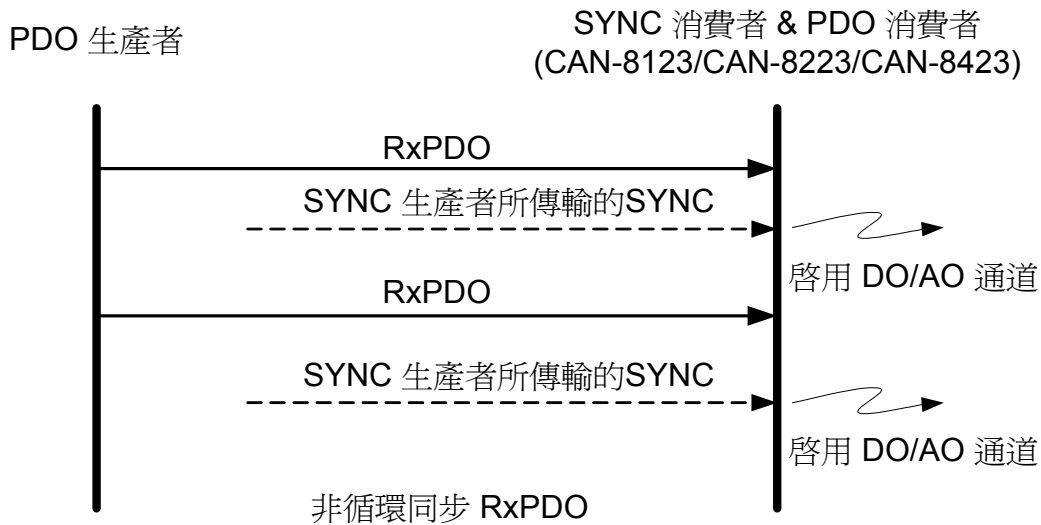 PDO 生產者
SYNC 消費者 & PDO 消費者
(CAN-8123/CAN-8223/CAN-8423)
RxPDO
SYNC 生產者所傳輸的SYNC
啓用 DO/AO 通道
RxPDO
SYNC 生產者所傳輸的SYNC
啓用 DO/AO 通道
非循環同步 RxPDO